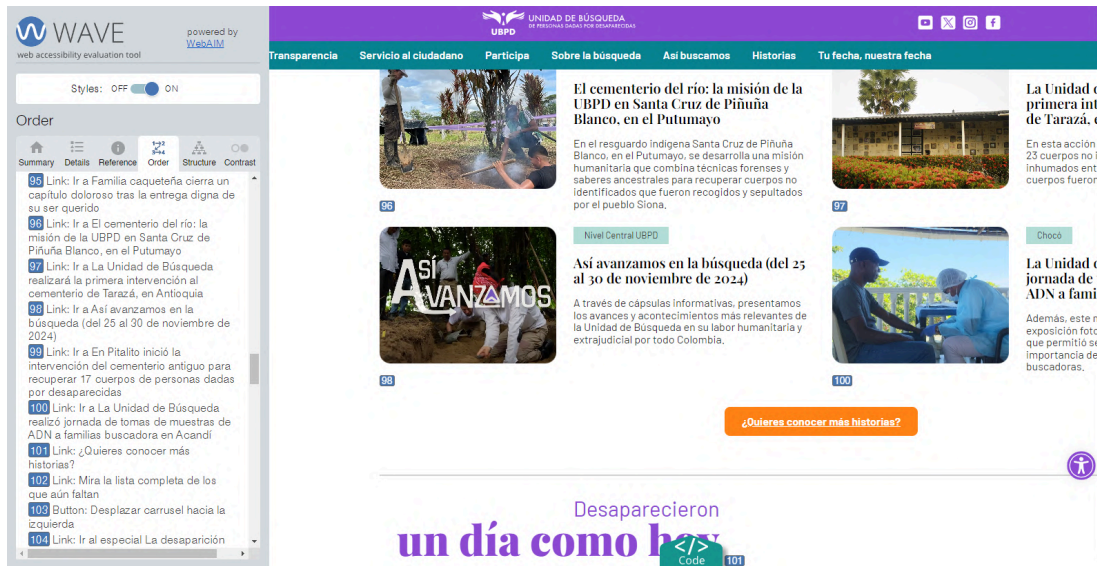 WAVE
web accessibility evaluation tool
powered by
WebAIM
Styles: OFF ON
Order
Summary Details Reference Order Structure Contrast
95 Link: Ir a Familia caqueteña cierra un
capítulo doloroso tras la entrega digna de
su ser querido
96 Link: Ir a El cementerio del río: la
misión de la UBPD en Santa Cruz de
Piñuña Blanco, en el Putumayo
97 Link: Ir a La Unidad de Búsqueda
realizará la primera intervención al
cementerio de Tarazá, en Antioquia
98 Link: Ir a Así avanzamos en la
búsqueda (del 25 al 30 de noviembre de
2024)
99 Link: Ir a En Pitalito inició la
intervención del cementerio antiguo para
recuperar 17 cuerpos de personas dadas
por desaparecidas
100 Link: Ir a La Unidad de Búsqueda
realizó jornada de tomas de muestras de
ADN a familias buscadora en Acandí
101 Link: ¿Quieres conocer más
historias?
102 Link: Mira la lista completa de los
que aún faltan
103 Button: Desplazar carrusel hacia la
izquierda
104 Link: Ir al especial La desaparición
UBPD
UNIDAD DE BÚSQUEDA
DE PERSONAS DADAS POR DESAPARECIDAS
Transparencia Servicio al ciudadano Participa Sobre la búsqueda Así buscamos Historias Tu fecha, nuestra fecha
El cementerio del río: la misión de la
UBPD en Santa Cruz de Piñuña
Blanco, en el Putumayo
En el resguardo indígena Santa Cruz de Piñuña
Blanco, en el Putumayo, se desarrolla una misión
humanitaria que combina técnicas forenses y
saberes ancestrales para recuperar cuerpos no
identificados que fueron recogidos y sepultados
por el pueblo Siona.
96
La Unidad
primera int
de Tarazá, e
En esta acción
23 cuerpos no i
inhumados ent
cuerpos fueron
97
ASÍ
AVANZAMOS
Nivel Central UBPD
Así avanzamos en la búsqueda (del 25
al 30 de noviembre de 2024)
A través de cápsulas informativas, presentamos
los avances y acontecimientos más relevantes de
la Unidad de Búsqueda en su labor humanitaria y
extrajudicial por todo Colombia.
98
Chocó
La Unidad
jornada de
ADN a fami
Además, este
exposición foto
que permitió se
importancia de
buscadoras.
100
¿Quieres conocer más historias?
Desaparecieron
un día como hoy
</>
Code
101